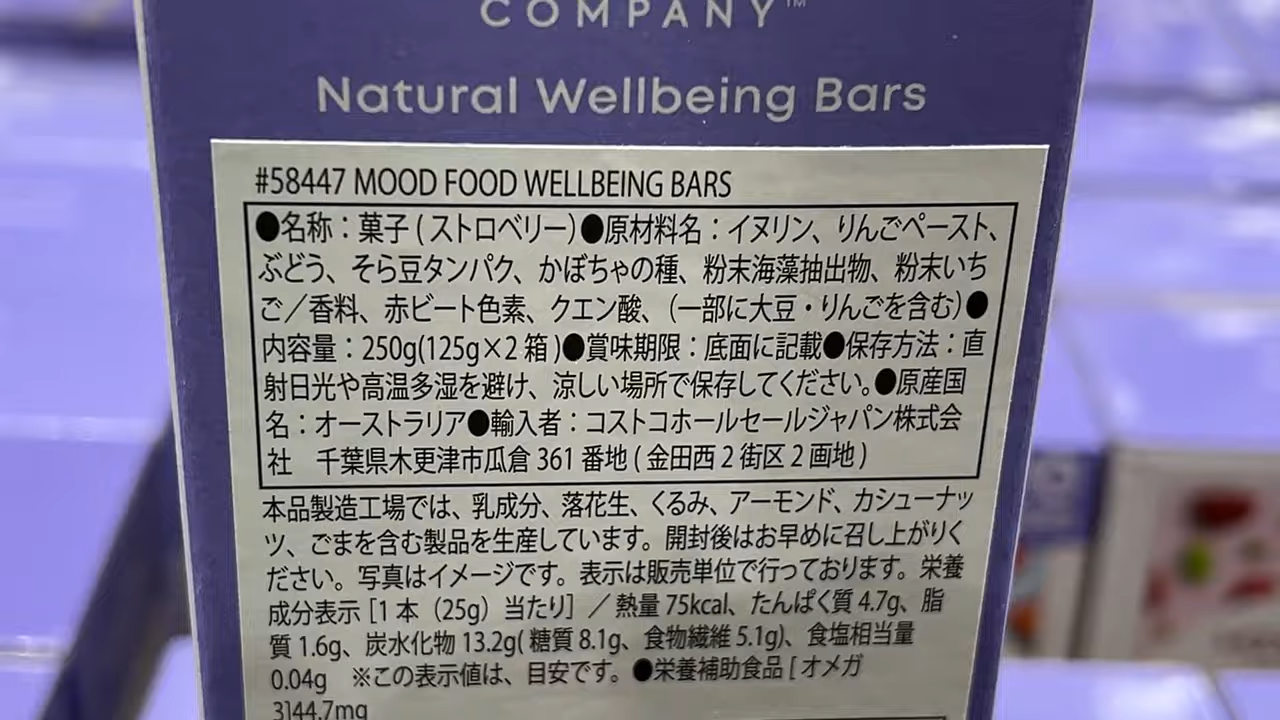 COMPANY™
Natural Wellbeing Bars
#58447 MOOD FOOD WELLBEING BARS
●名称：菓子(ストロベリー)●原材料名：イヌリン、りんごペースト、
ぶどう、そら豆タンパク、かぼちゃの種、粉末海藻抽出物、粉末いち
ご／香料、赤ビート色素、クエン酸、（一部に大豆・りんごを含む）●
内容量：250g(125g×2箱)●賞味期限：底面に記載●保存方法：直
射日光や高温多湿を避け、涼しい場所で保存してください。●原産国
名：オーストラリア●輸入者：コストコホールセールジャパン株式会
社　千葉県木更津市瓜倉 361 番地(金田西2街区2画地)
本品製造工場では、乳成分、落花生、くるみ、アーモンド、カシューナッ
ツ、ごまを含む製品を生産しています。開封後はお早めに召し上がりく
ださい。写真はイメージです。表示は販売単位で行っております。栄養
成分表示［1本（25g）当たり］／熱量 75kcal、たんぱく質 4.7g、脂
質 1.6g、炭水化物 13.2g(糖質 8.1g、食物繊維 5.1g)、食塩相当量
0.04g　※この表示値は、目安です。●栄養補助食品[オメガ
3]44.7mg